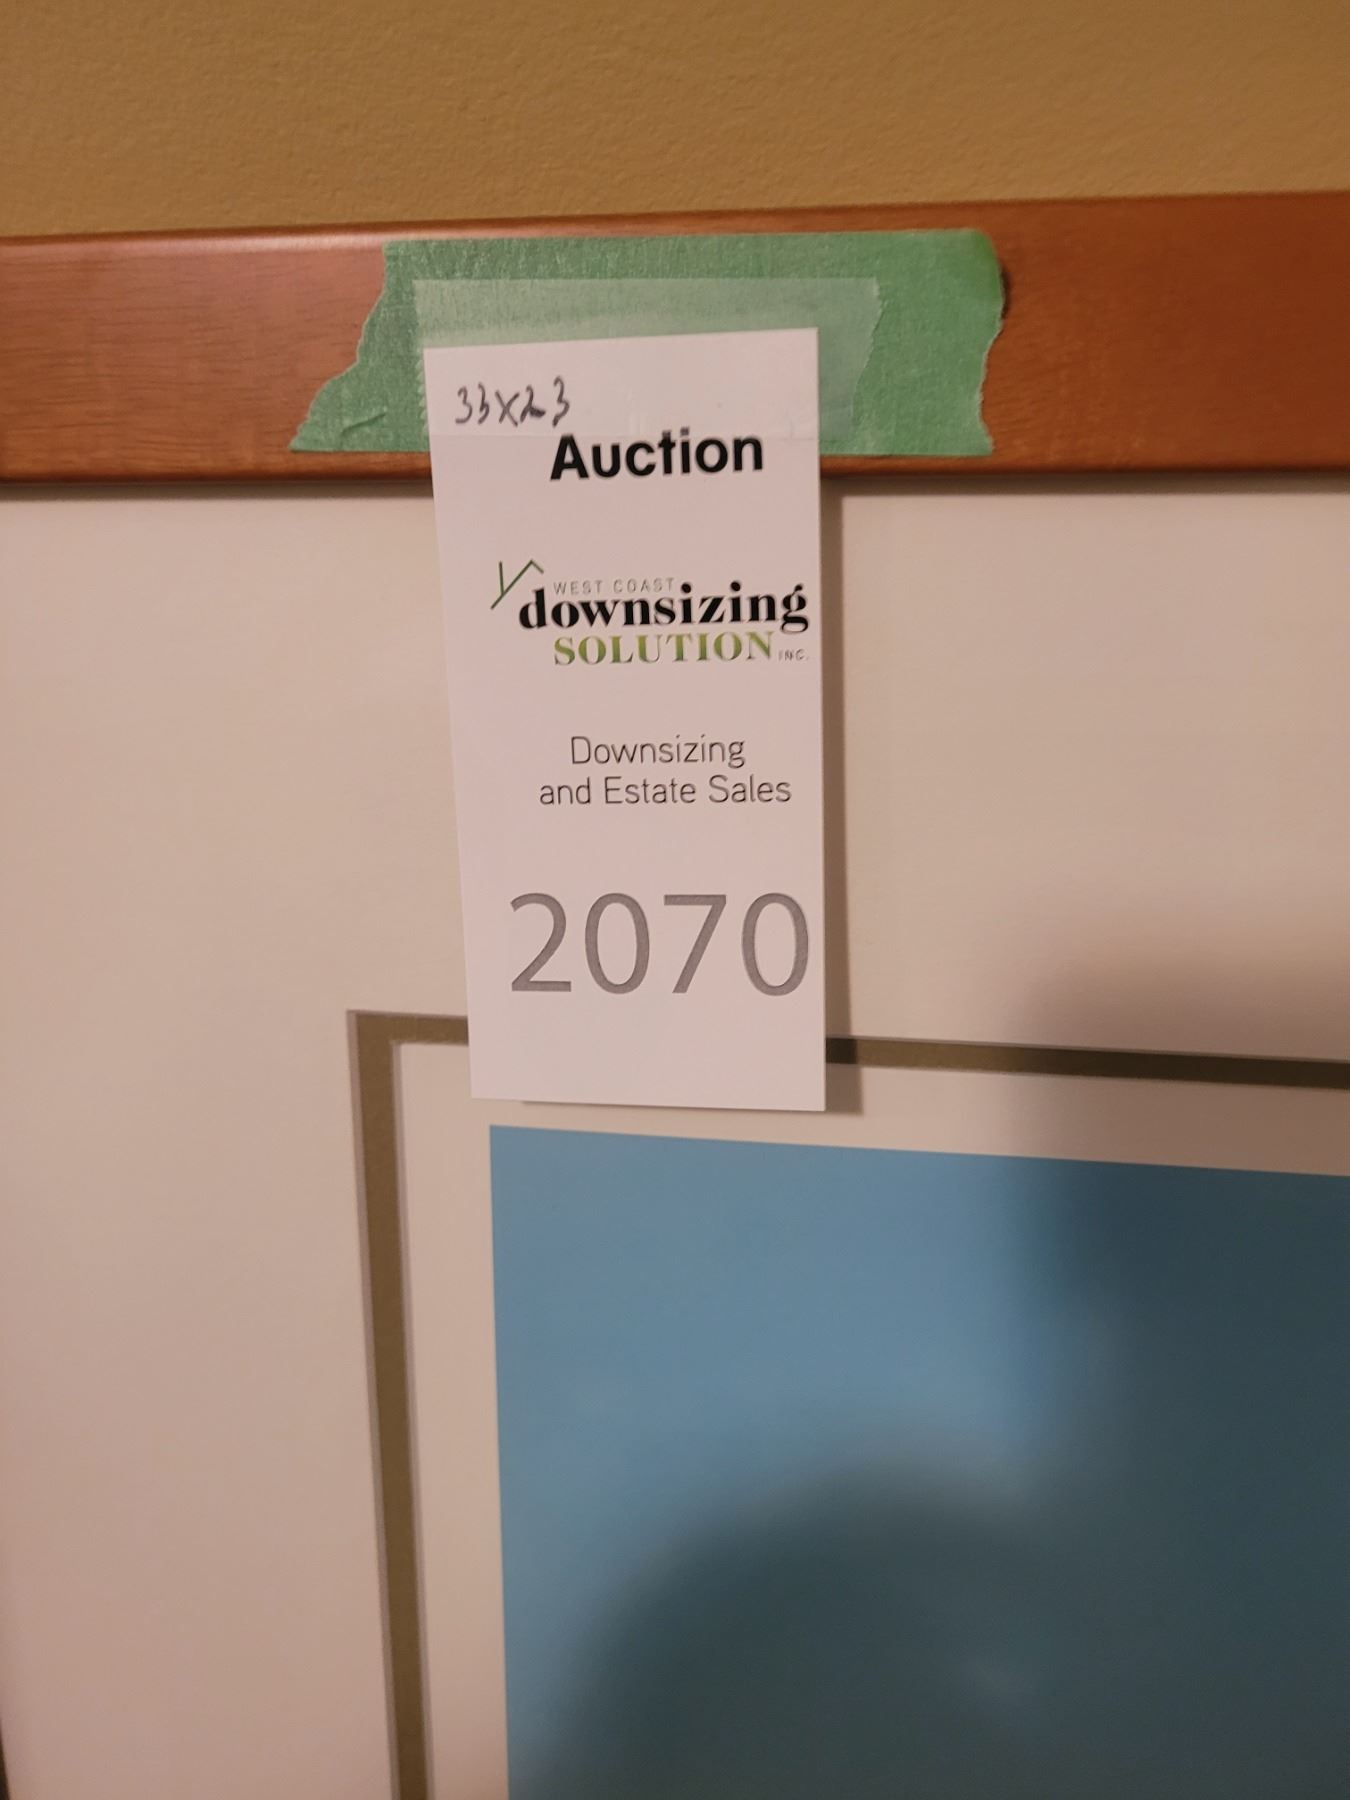 33x23
Auction
WEST COAST
downsizing
SOLUTION INC.
Downsizing
and Estate Sales
2070